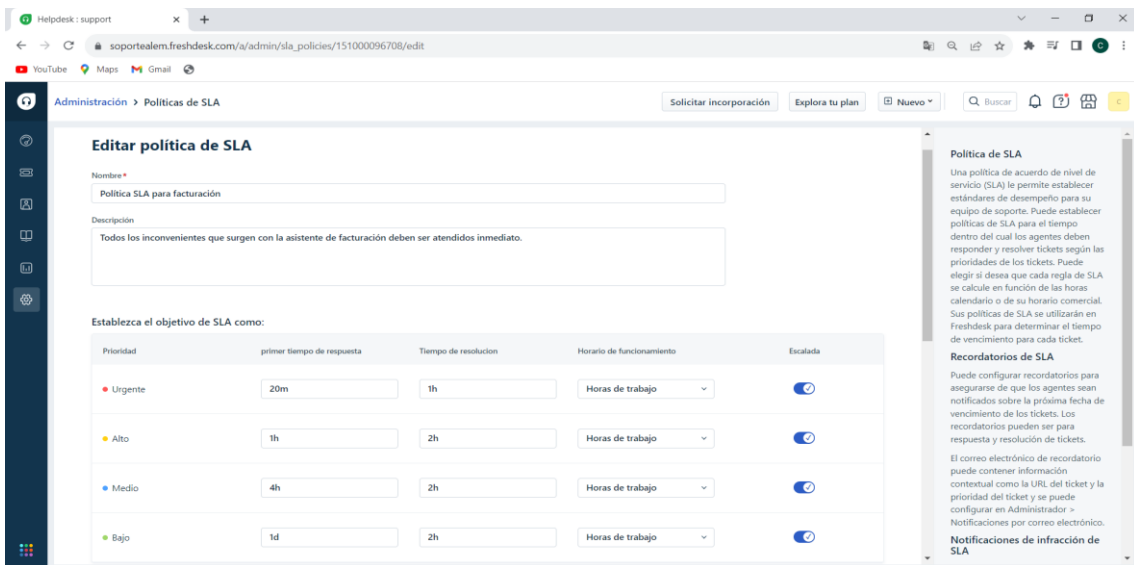 Helpdesk : support
soportealem.freshdesk.com/a/admin/sla_policies/151000096708/edit
C
YouTube
Maps
Gmail
Administración > Políticas de SLA
Solicitar incorporación
Explora tu plan
Nuevo
Buscar
C
Editar política de SLA
Nombre*
Política SLA para facturación
Descripción
Todos los inconvenientes que surgen con la asistente de facturación deben ser atendidos inmediato.
Establezca el objetivo de SLA como:
Prioridad primer tiempo de respuesta Tiempo de resolucion Horario de funcionamiento Escalada
Urgente 20m 1h Horas de trabajo
Alto 1h 2h Horas de trabajo
Medio 4h 2h Horas de trabajo
Bajo 1d 2h Horas de trabajo
Política de SLA
Una política de acuerdo de nivel de
servicio (SLA) le permite establecer
estándares de desempeño para su
equipo de soporte. Puede establecer
políticas de SLA para el tiempo
dentro del cual los agentes deben
responder y resolver tickets según las
prioridades de los tickets. Puede
elegir si desea que cada regla de SLA
se calcule en función de las horas
calendario o de su horario comercial.
Sus políticas de SLA se utilizarán en
Freshdesk para determinar el tiempo
de vencimiento para cada ticket.
Recordatorios de SLA
Puede configurar recordatorios para
asegurarse de que los agentes sean
notificados sobre la próxima fecha de
vencimiento de los tickets. Los
recordatorios pueden ser para
respuesta y resolución de tickets.
El correo electrónico de recordatorio
puede contener información
contextual como la URL del ticket y la
prioridad del ticket y se puede
configurar en Administrador >
Notificaciones por correo electrónico.
Notificaciones de infracción de
SLA